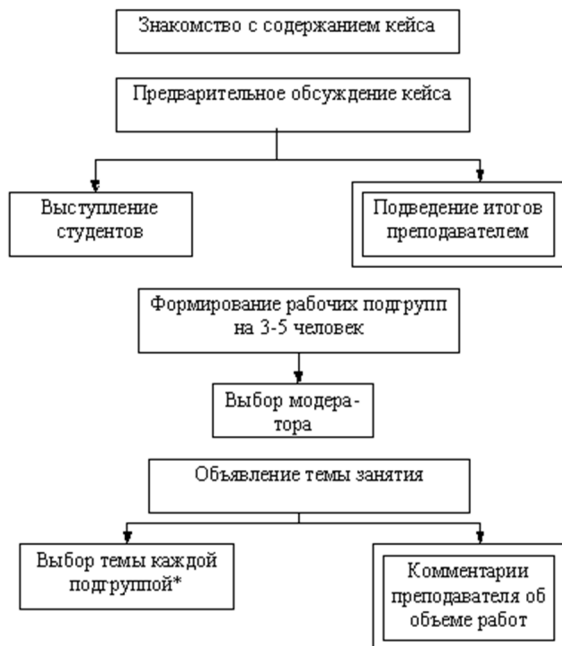 Знакомство с содержанием кейса
Предварительное обсуждение кейса
Выступление
студентов
Подведение итогов
преподавателем
Формирование рабочих подгрупп
на 3-5 человек
Выбор модера-
тора
Объявление темы занятия
Выбор темы каждой
подгруппой*
Комментарии
преподавателя об
объеме работ